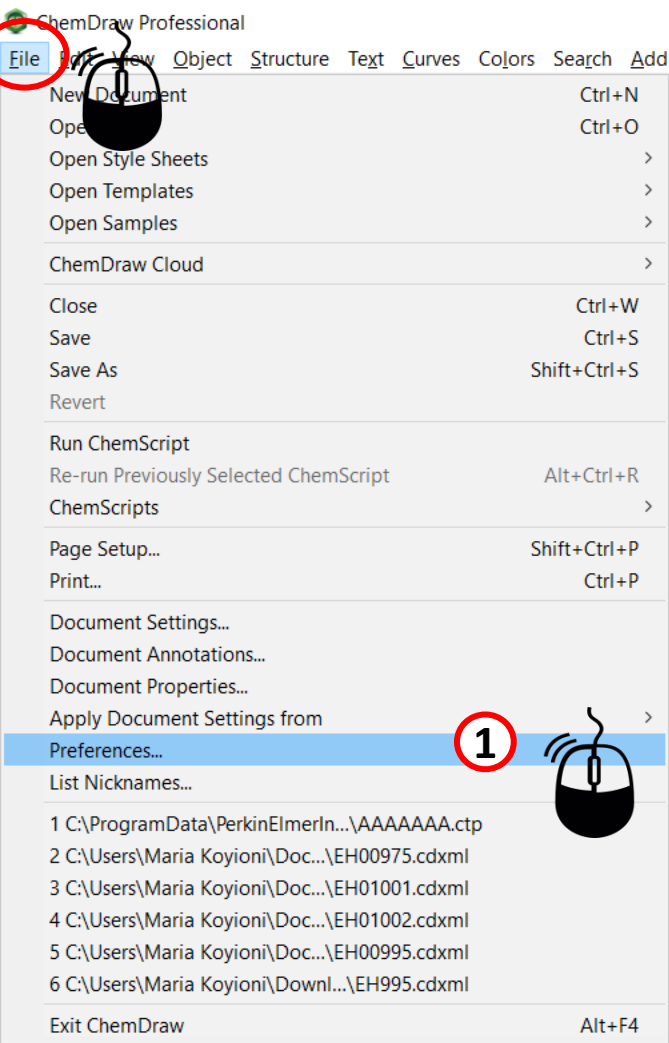 ChemDraw Professional
File Edit View Object Structure Text Curves Colors Search Add
New Document Ctrl+N
Ctrl+O
Open Style Sheets >
Open Templates >
Open Samples >
ChemDraw Cloud >
Close Ctrl+W
Save Ctrl+S
Save As Shift+Ctrl+S
Revert
Run ChemScript
Re-run Previously Selected ChemScript Alt+Ctrl+R
ChemScripts >
Page Setup... Shift+Ctrl+P
Print... Ctrl+P
Document Settings...
Document Annotations...
Document Properties...
Apply Document Settings from >
Preferences... 1
List Nicknames...
1 C:\ProgramData\PerkinElmerIn...\AAAAAAA.ctp
2 C:\Users\Maria Koyioni\Doc...\EH00975.cdxml
3 C:\Users\Maria Koyioni\Doc...\EH01001.cdxml
4 C:\Users\Maria Koyioni\Doc...\EH01002.cdxml
5 C:\Users\Maria Koyioni\Doc...\EH00995.cdxml
6 C:\Users\Maria Koyioni\Downl...\EH995.cdxml
Exit ChemDraw Alt+F4